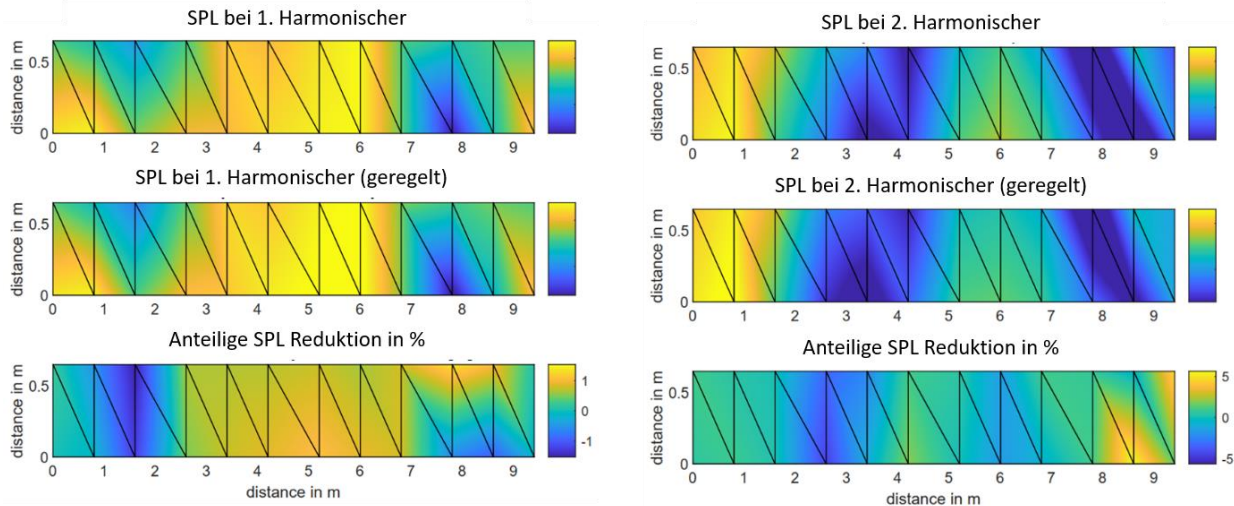 SPL bei 1. Harmonischer
distance in m
0.5
0
0 1 2 3 4 5 6 7 8 9
SPL bei 1. Harmonischer (geregelt)
distance in m
0.5
0
0 1 2 3 4 5 6 7 8 9
Anteilige SPL Reduktion in %
distance in m
0.5
0
1
0
-1
0 1 2 3 4 5 6 7 8 9
distance in m
SPL bei 2. Harmonischer
distance in m
0.5
0
0 1 2 3 4 5 6 7 8 9
SPL bei 2. Harmonischer (geregelt)
distance in m
0.5
0
0 1 2 3 4 5 6 7 8 9
Anteilige SPL Reduktion in %
distance in m
0.5
0
5
0
-5
0 1 2 3 4 5 6 7 8 9
distance in m